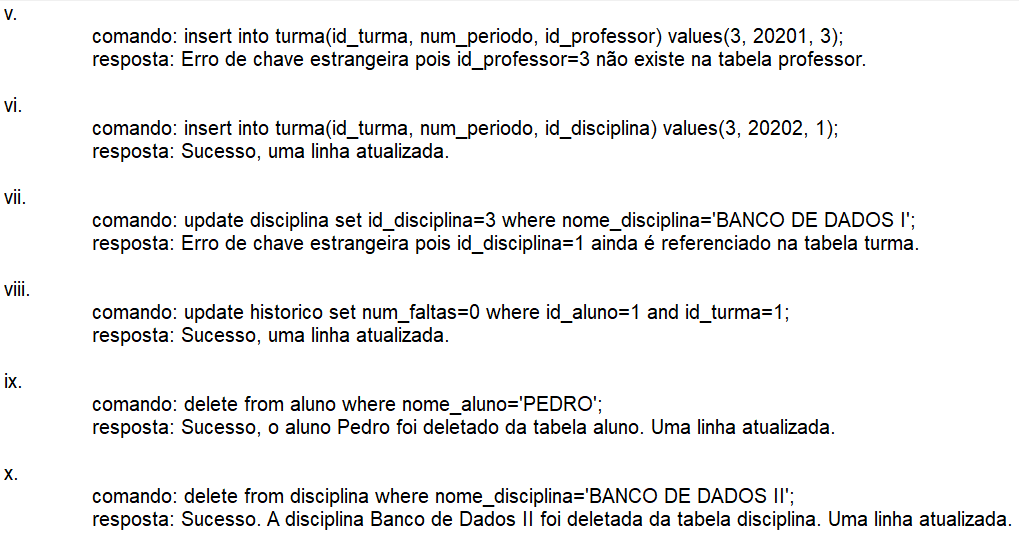 v.
comando: insert into turma(id_turma, num_periodo, id_professor) values(3, 20201, 3);
resposta: Erro de chave estrangeira pois id_professor=3 não existe na tabela professor.
vi.
comando: insert into turma(id_turma, num_periodo, id_disciplina) values(3, 20202, 1);
resposta: Sucesso, uma linha atualizada.
vii.
comando: update disciplina set id_disciplina=3 where nome_disciplina='BANCO DE DADOS I';
resposta: Erro de chave estrangeira pois id_disciplina=1 ainda é referenciado na tabela turma.
viii.
comando: update historico set num_faltas=0 where id_aluno=1 and id_turma=1;
resposta: Sucesso, uma linha atualizada.
ix.
comando: delete from aluno where nome_aluno='PEDRO';
resposta: Sucesso, o aluno Pedro foi deletado da tabela aluno. Uma linha atualizada.
x.
comando: delete from disciplina where nome_disciplina='BANCO DE DADOS II';
resposta: Sucesso. A disciplina Banco de Dados II foi deletada da tabela disciplina. Uma linha atualizada.